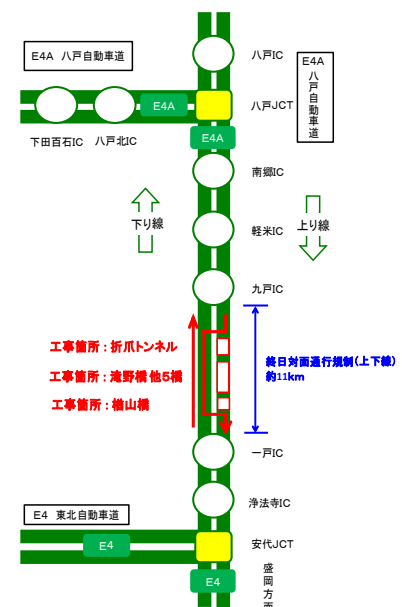 E4A 八戸自動車道
八戸IC
E4A
八戸自動車道
E4A
八戸JCT
下田百石IC
八戸北IC
E4A
南郷IC
下り線
軽米IC
上り線
九戸IC
工事箇所：折爪トンネル
工事箇所：滝野橋他5橋
工事箇所：楢山橋
終日対面通行規制(上下線)
約11km
一戸IC
浄法寺IC
E4 東北自動車道
E4
安代JCT
E4
盛岡方面